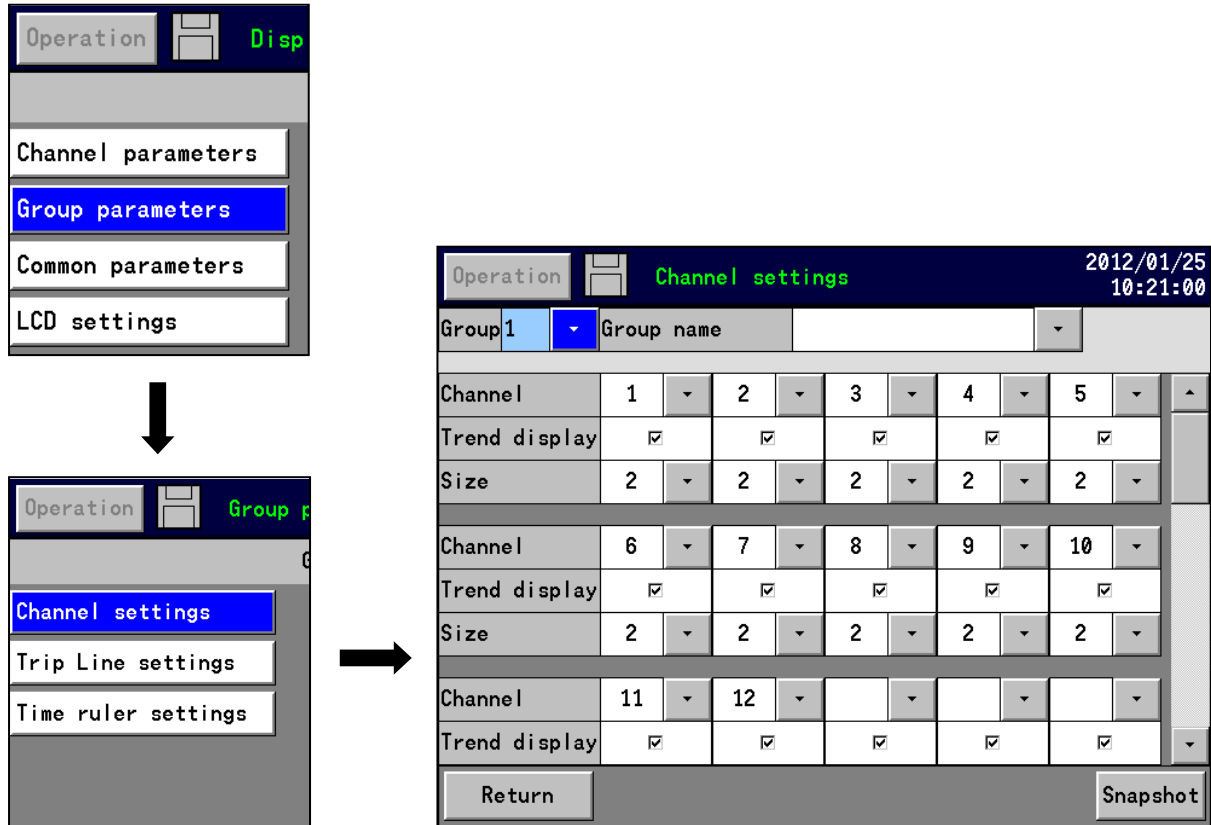 Operation Disp
Channel parameters
Group parameters
Common parameters
LCD settings
Operation Group p
G
Channel settings
Trip Line settings
Time ruler settings
Operation Channel settings 2012/01/25
10:21:00
Group 1 Group name
Channel 1 2 3 4 5
Trend display
Size 2 2 2 2 2
Channel 6 7 8 9 10
Trend display
Size 2 2 2 2 2
Channel 11 12
Trend display
Return Snapshot